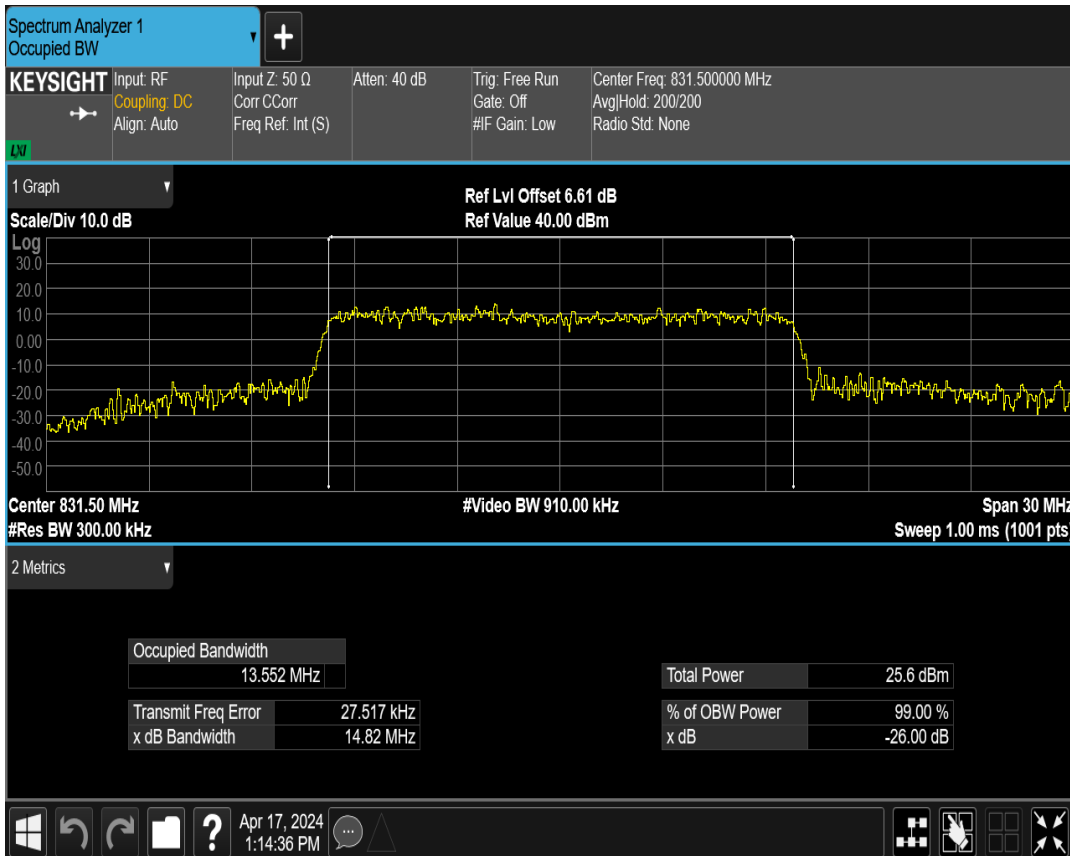 Spectrum Analyzer 1
Occupied BW
+
KEYSIGHT
Input: RF
Coupling: DC
Align: Auto
Input Z: 50 Ω
Corr CCorr
Freq Ref: Int (S)
Atten: 40 dB
Trig: Free Run
Gate: Off
#IF Gain: Low
Center Freq: 831.500000 MHz
Avg|Hold: 200/200
Radio Std: None
LXI
1 Graph
Scale/Div 10.0 dB
Ref Lvl Offset 6.61 dB
Ref Value 40.00 dBm
Log
30.0
20.0
10.0
0.00
-10.0
-20.0
-30.0
-40.0
-50.0
Center 831.50 MHz
#Res BW 300.00 kHz
#Video BW 910.00 kHz
Span 30 MHz
Sweep 1.00 ms (1001 pts)
2 Metrics
Occupied Bandwidth
13.552 MHz
Transmit Freq Error 27.517 kHz
x dB Bandwidth 14.82 MHz
Total Power 25.6 dBm
% of OBW Power 99.00 %
x dB -26.00 dB
?
Apr 17, 2024
1:14:36 PM